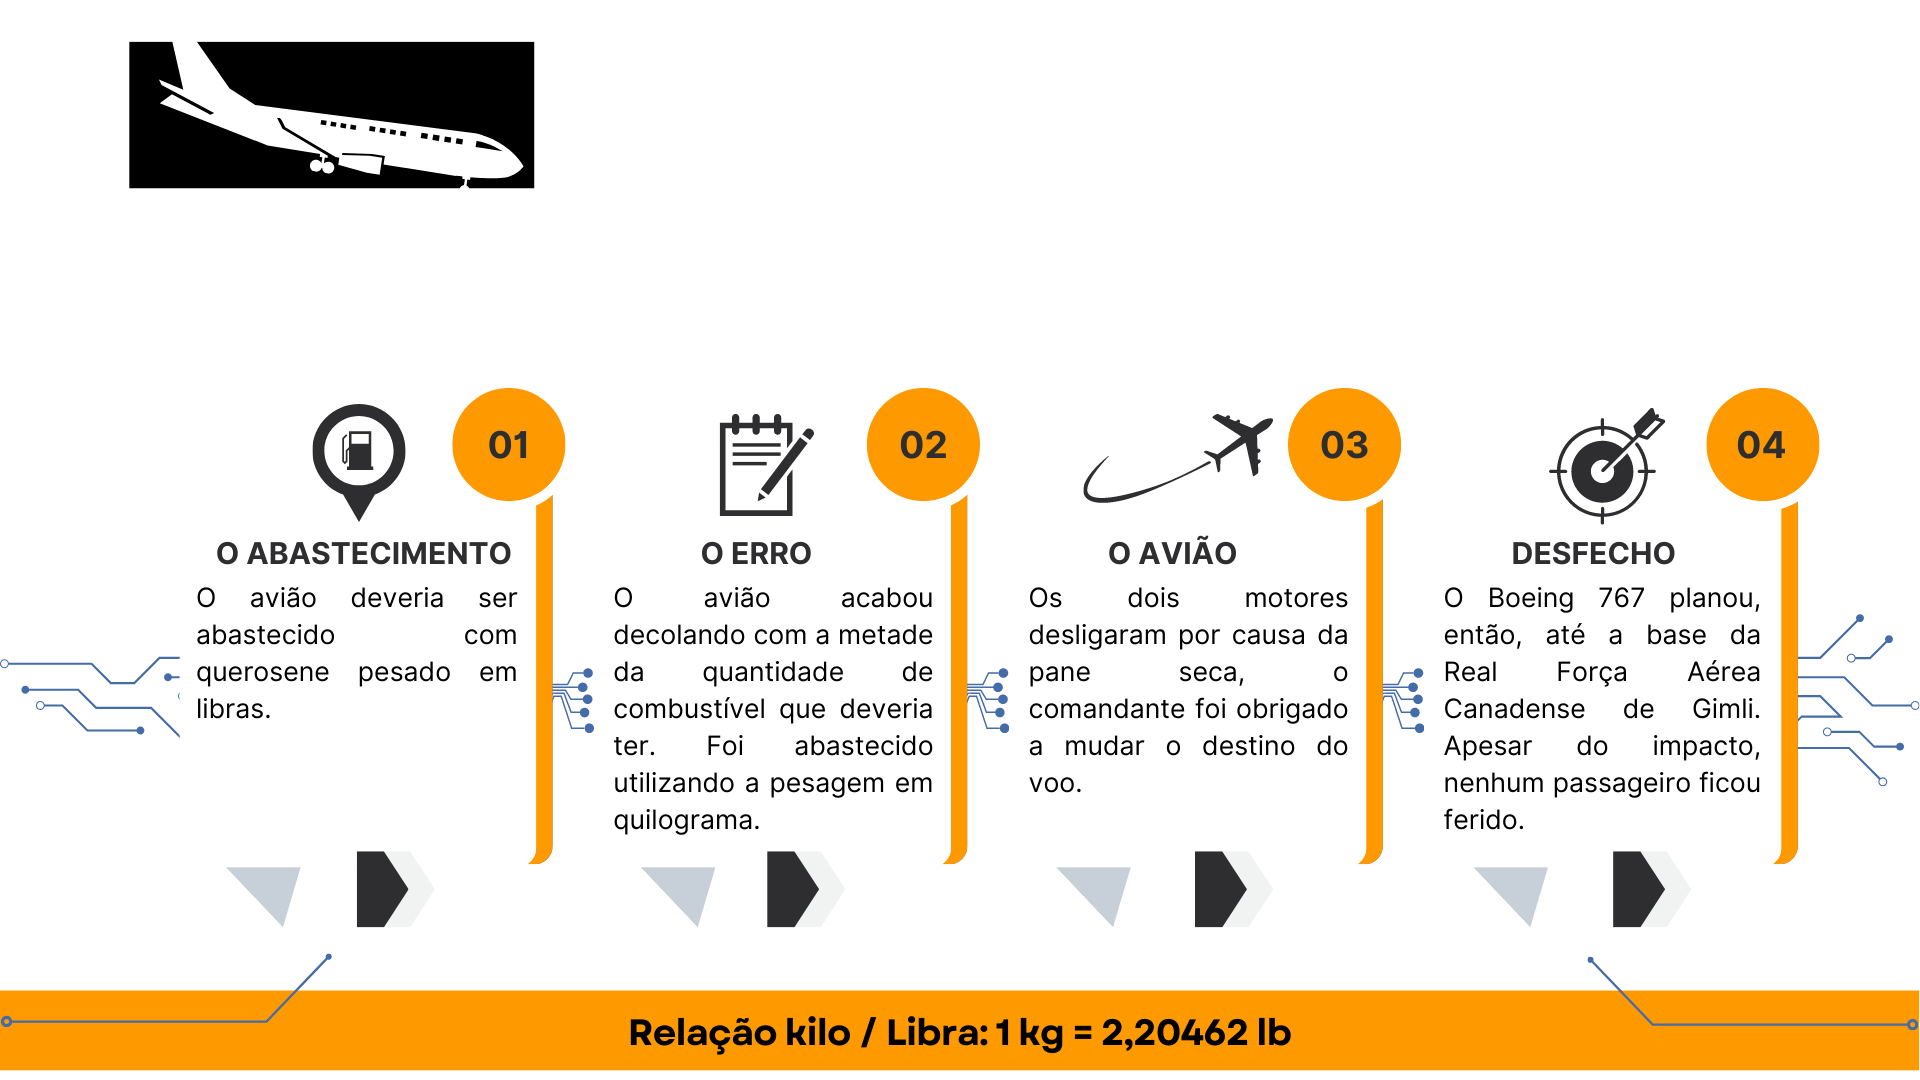 01
O ABASTECIMENTO
O avião deveria ser
abastecido com
querosene pesado em
libras.
02
O ERRO
O avião acabou
decolando com a metade
da quantidade de
combustível que deveria
ter. Foi abastecido
utilizando a pesagem em
quilograma.
03
O AVIÃO
Os dois motores
desligaram por causa da
pane seca, o
comandante foi obrigado
a mudar o destino do
voo.
04
DESFECHO
O Boeing 767 planou,
então, até a base da
Real Força Aérea
Canadense de Gimli.
Apesar do impacto,
nenhum passageiro ficou
ferido.
Relação kilo / Libra: 1 kg = 2,20462 lb